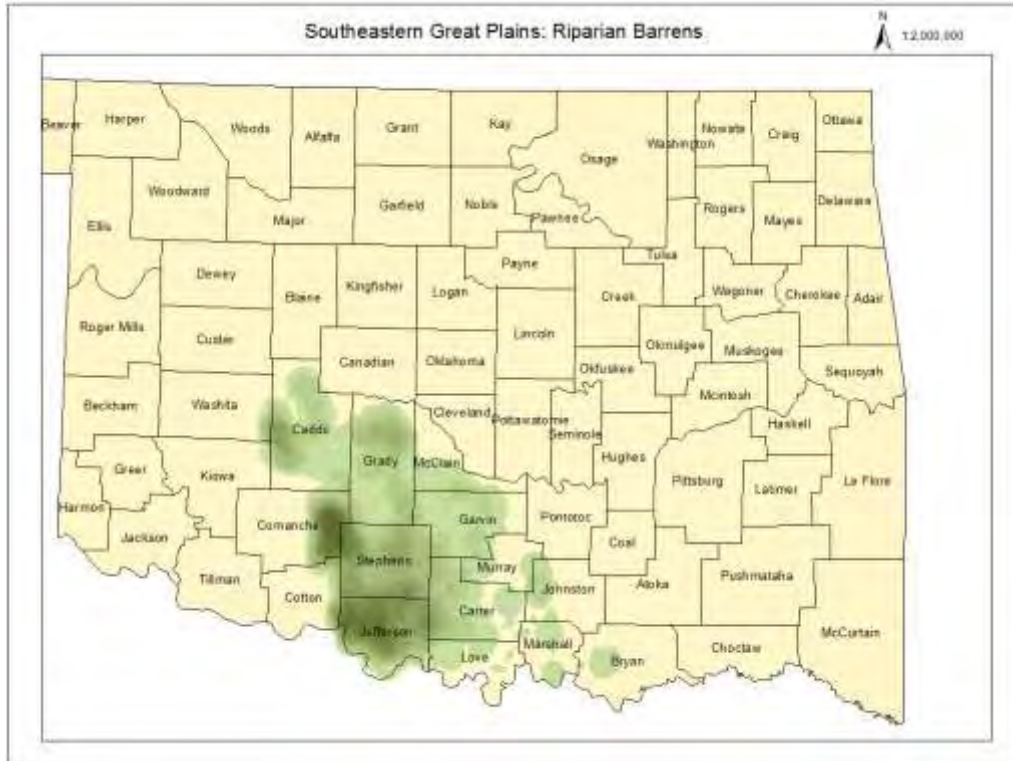 Southeastern Great Plains: Riparian Barrens
N
1:2,000,000
Beaver
Harper
Woods
Alfalfa
Grant
Kay
Osage
Washington
Nowata
Craig
Ottawa
Woodward
Ellis
Major
Garfield
Noble
Pawnee
Rogers
Mayes
Delaware
Dewey
Blaine
Kingfisher
Logan
Payne
Tulsa
Creek
Wagoner
Cherokee
Adair
Roger Mills
Custer
Canadian
Oklahoma
Lincoln
Okfuskee
Okmulgee
Muskogee
Sequoyah
Beckham
Washita
Caddo
Cleveland
Pottawatomie
Seminole
Mcintosh
Haskell
Greer
Kiowa
Grady
McClain
Hughes
Pittsburg
Latimer
La Flore
Harmon
Jackson
Comanche
Garvin
Pontotoc
Coal
Tillman
Cotton
Stephens
Murray
Johnston
Atoka
Pushmataha
Jefferson
Carter
Love
Marshall
Bryan
Choctaw
McCurtain